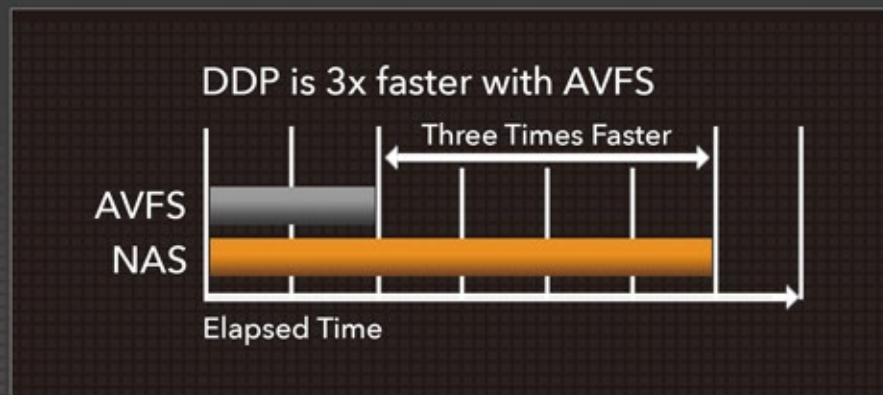 DDP is 3x faster with AVFS
Three Times Faster
AVFS
NAS
Elapsed Time